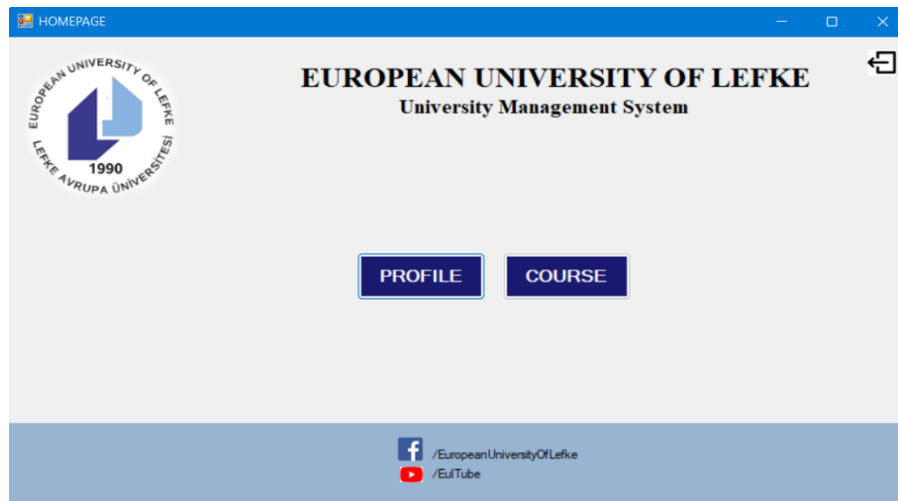 HOMEPAGE
EUROPEAN UNIVERSITY OF LEFKE
LEFKE AVRUPA ÜNİVERSİTESİ
1990
EUROPEAN UNIVERSITY OF LEFKE
University Management System
PROFILE
COURSE
/EuropeanUniversityOfLefke
/EulTube